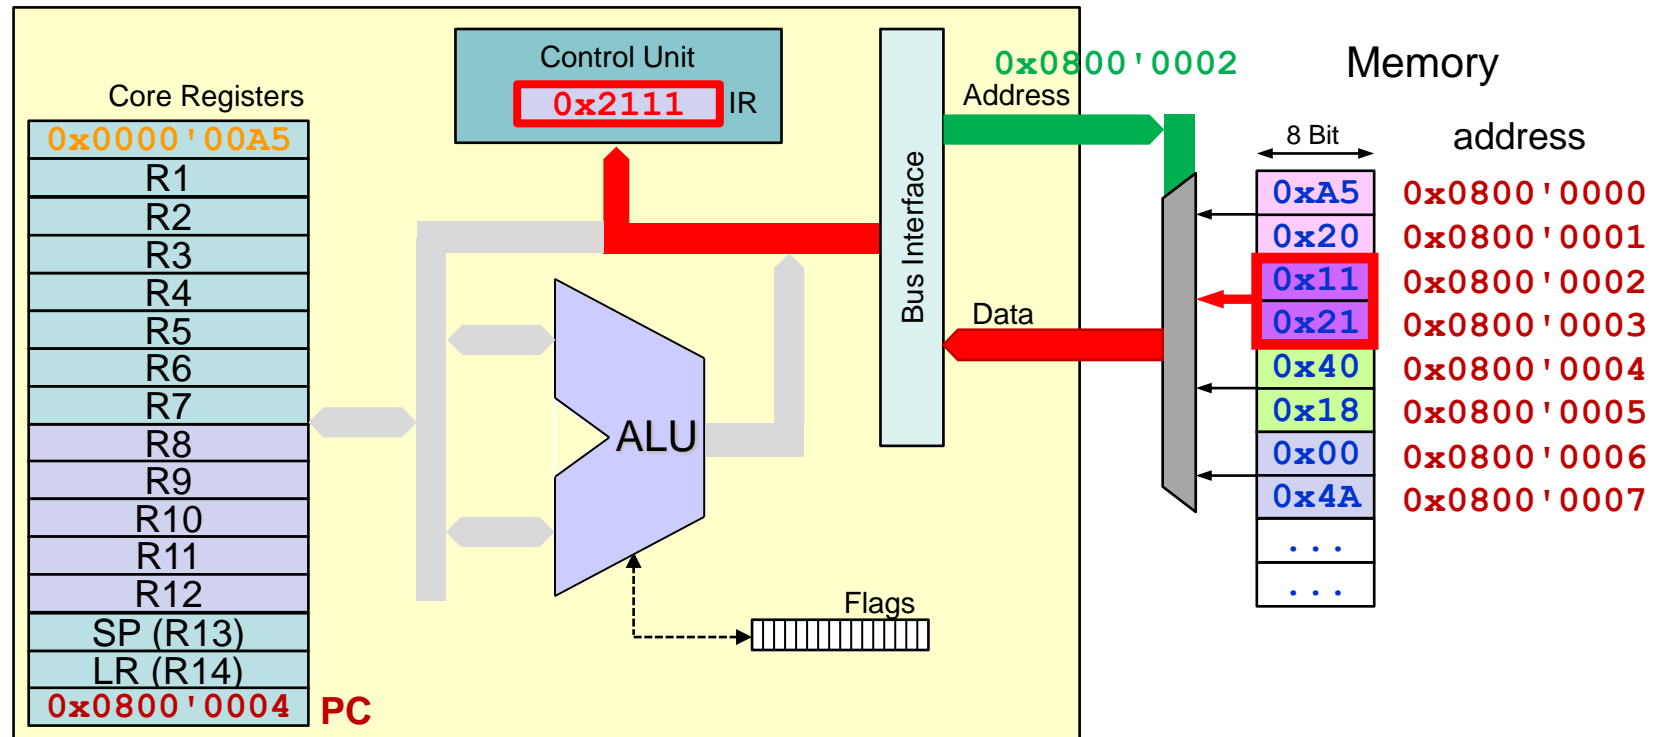 Control Unit
0x2111 IR
Core Registers
0x0000'00A5
R1
R2
R3
R4
R5
R6
R7
R8
R9
R10
R11
R12
SP (R13)
LR (R14)
0x0800'0004 PC
ALU
Flags
Bus Interface
0x0800'0002
Address
Data
Memory
8 Bit address
0xA5 0x0800'0000
0x20 0x0800'0001
0x11 0x0800'0002
0x21 0x0800'0003
0x40 0x0800'0004
0x18 0x0800'0005
0x00 0x0800'0006
0x4A 0x0800'0007
...
...